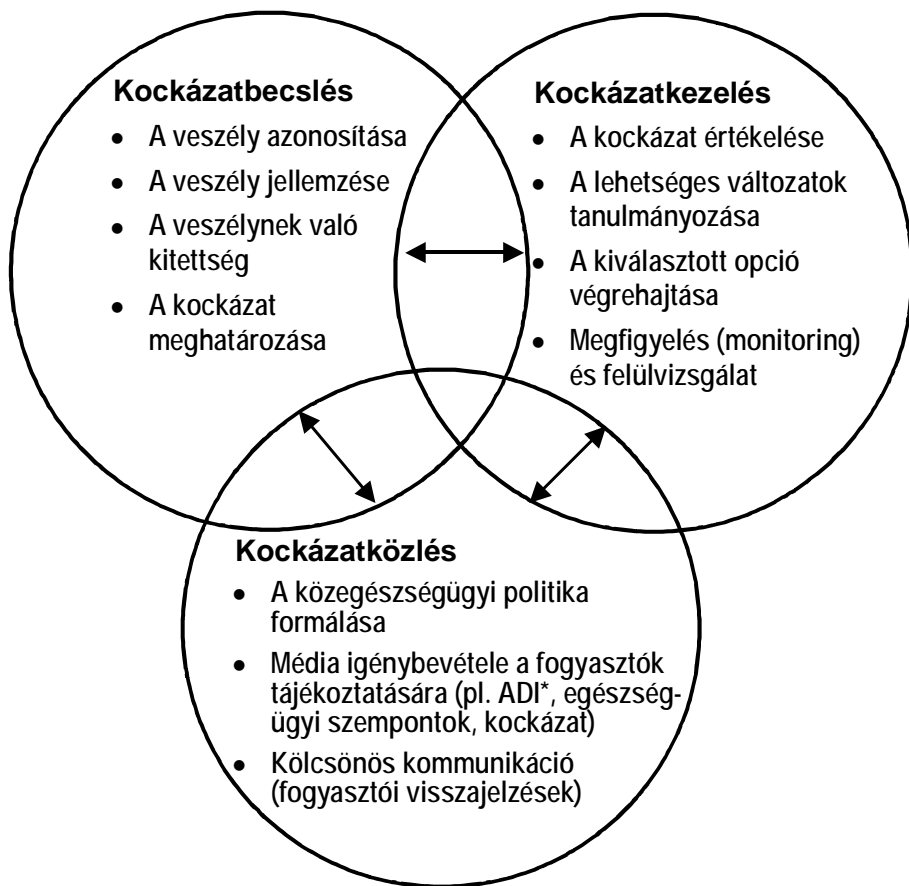 Kockázatbecslés
• A veszély azonosítása
• A veszély jellemzése
• A veszélynek való
kitettség
• A kockázat
meghatározása
Kockázatkezelés
• A kockázat értékelése
• A lehetséges változatok
tanulmányozása
• A kiválasztott opció
végrehajtása
• Megfigyelés (monitoring)
és felülvizsgálat
Kockázatközlés
• A közegészségügyi politika
formálása
• Média igénybevétele a fogyasztók
tájékoztatására (pl. ADI*, egészség-
ügyi szempontok, kockázat)
• Kölcsönös kommunikáció
(fogyasztói visszajelzések)